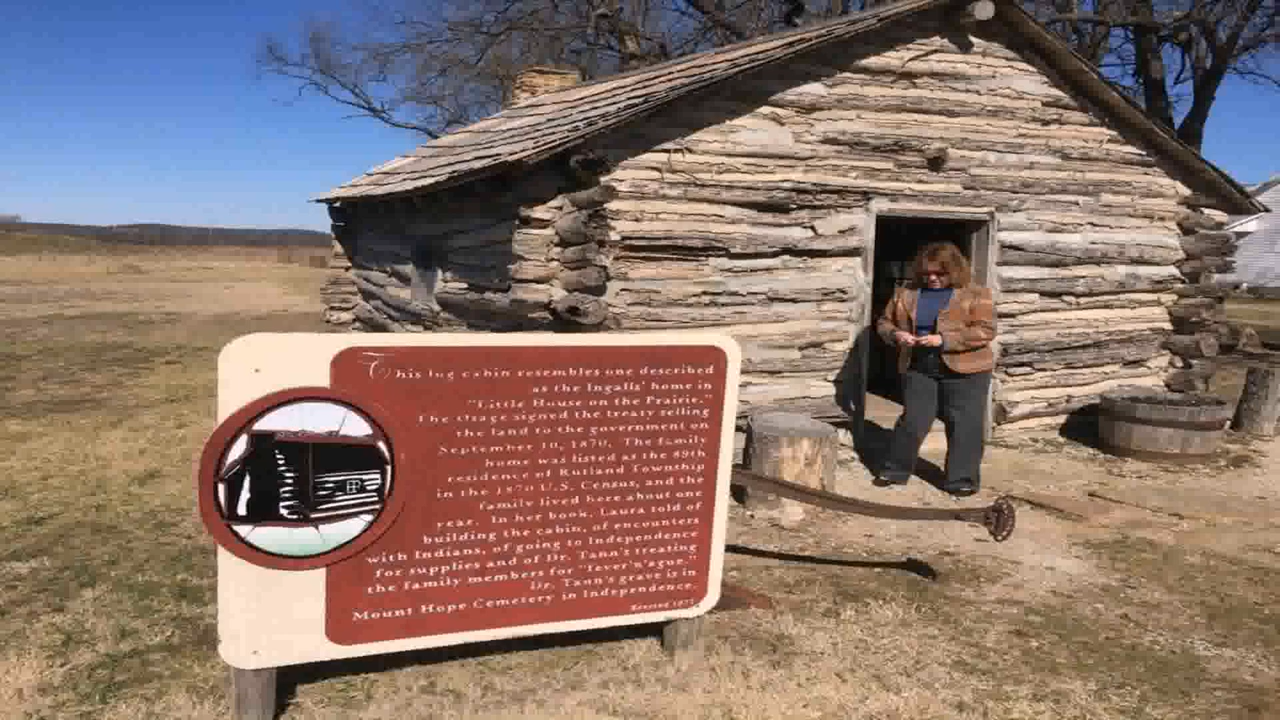 This log cabin resembles one described
as the Ingalls' home in
"Little House on the Prairie."
The Osage signed the treaty selling
the land to the government on
September 10, 1870. The family
home was listed as the 89th
residence of Rutland Township
in the 1870 U.S. Census, and the
family lived here about one
year. In her book, Laura told of
building the cabin, of encounters
with Indians, of going to Independence
for supplies and of Dr. Tann's treating
the family members for "fever'n'ague."
Dr. Tann's grave is in
Mount Hope Cemetery in Independence.
Erected